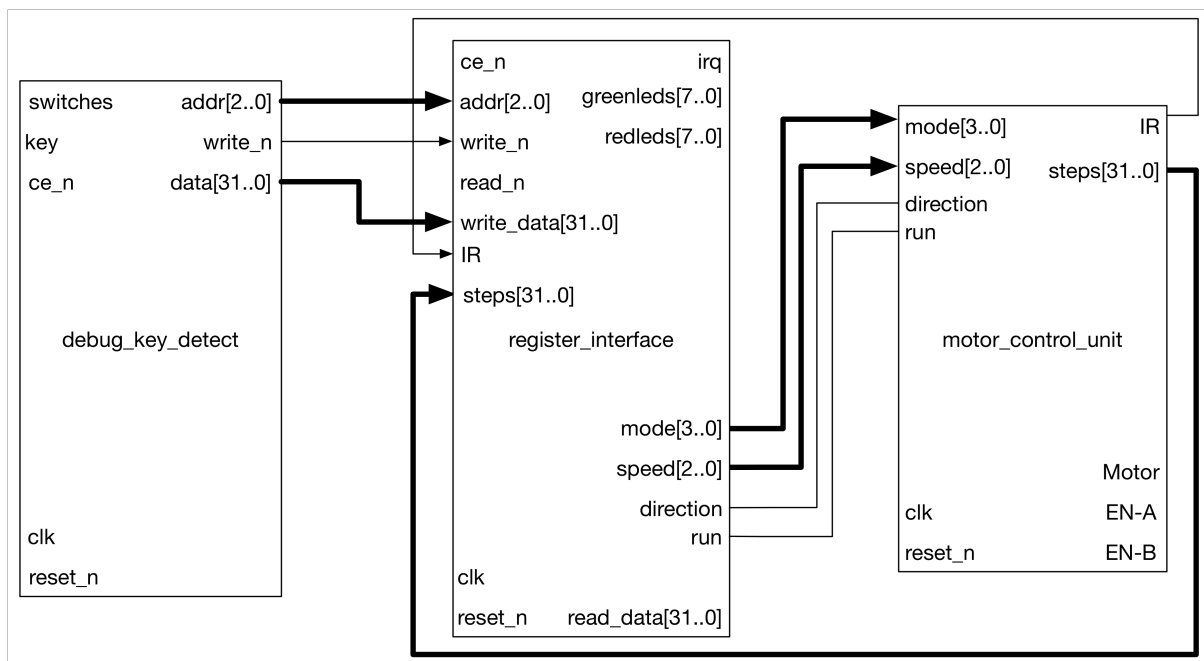 switches
addr[2..0]
key
write_n
ce_n
data[31..0]
debug_key_detect
clk
reset_n
ce_n
irq
addr[2..0]
greenleds[7..0]
write_n
redleds[7..0]
read_n
write_data[31..0]
IR
steps[31..0]
register_interface
mode[3..0]
speed[2..0]
direction
run
clk
reset_n
read_data[31..0]
mode[3..0]
IR
speed[2..0]
steps[31..0]
direction
run
motor_control_unit
Motor
clk
EN-A
reset_n
EN-B